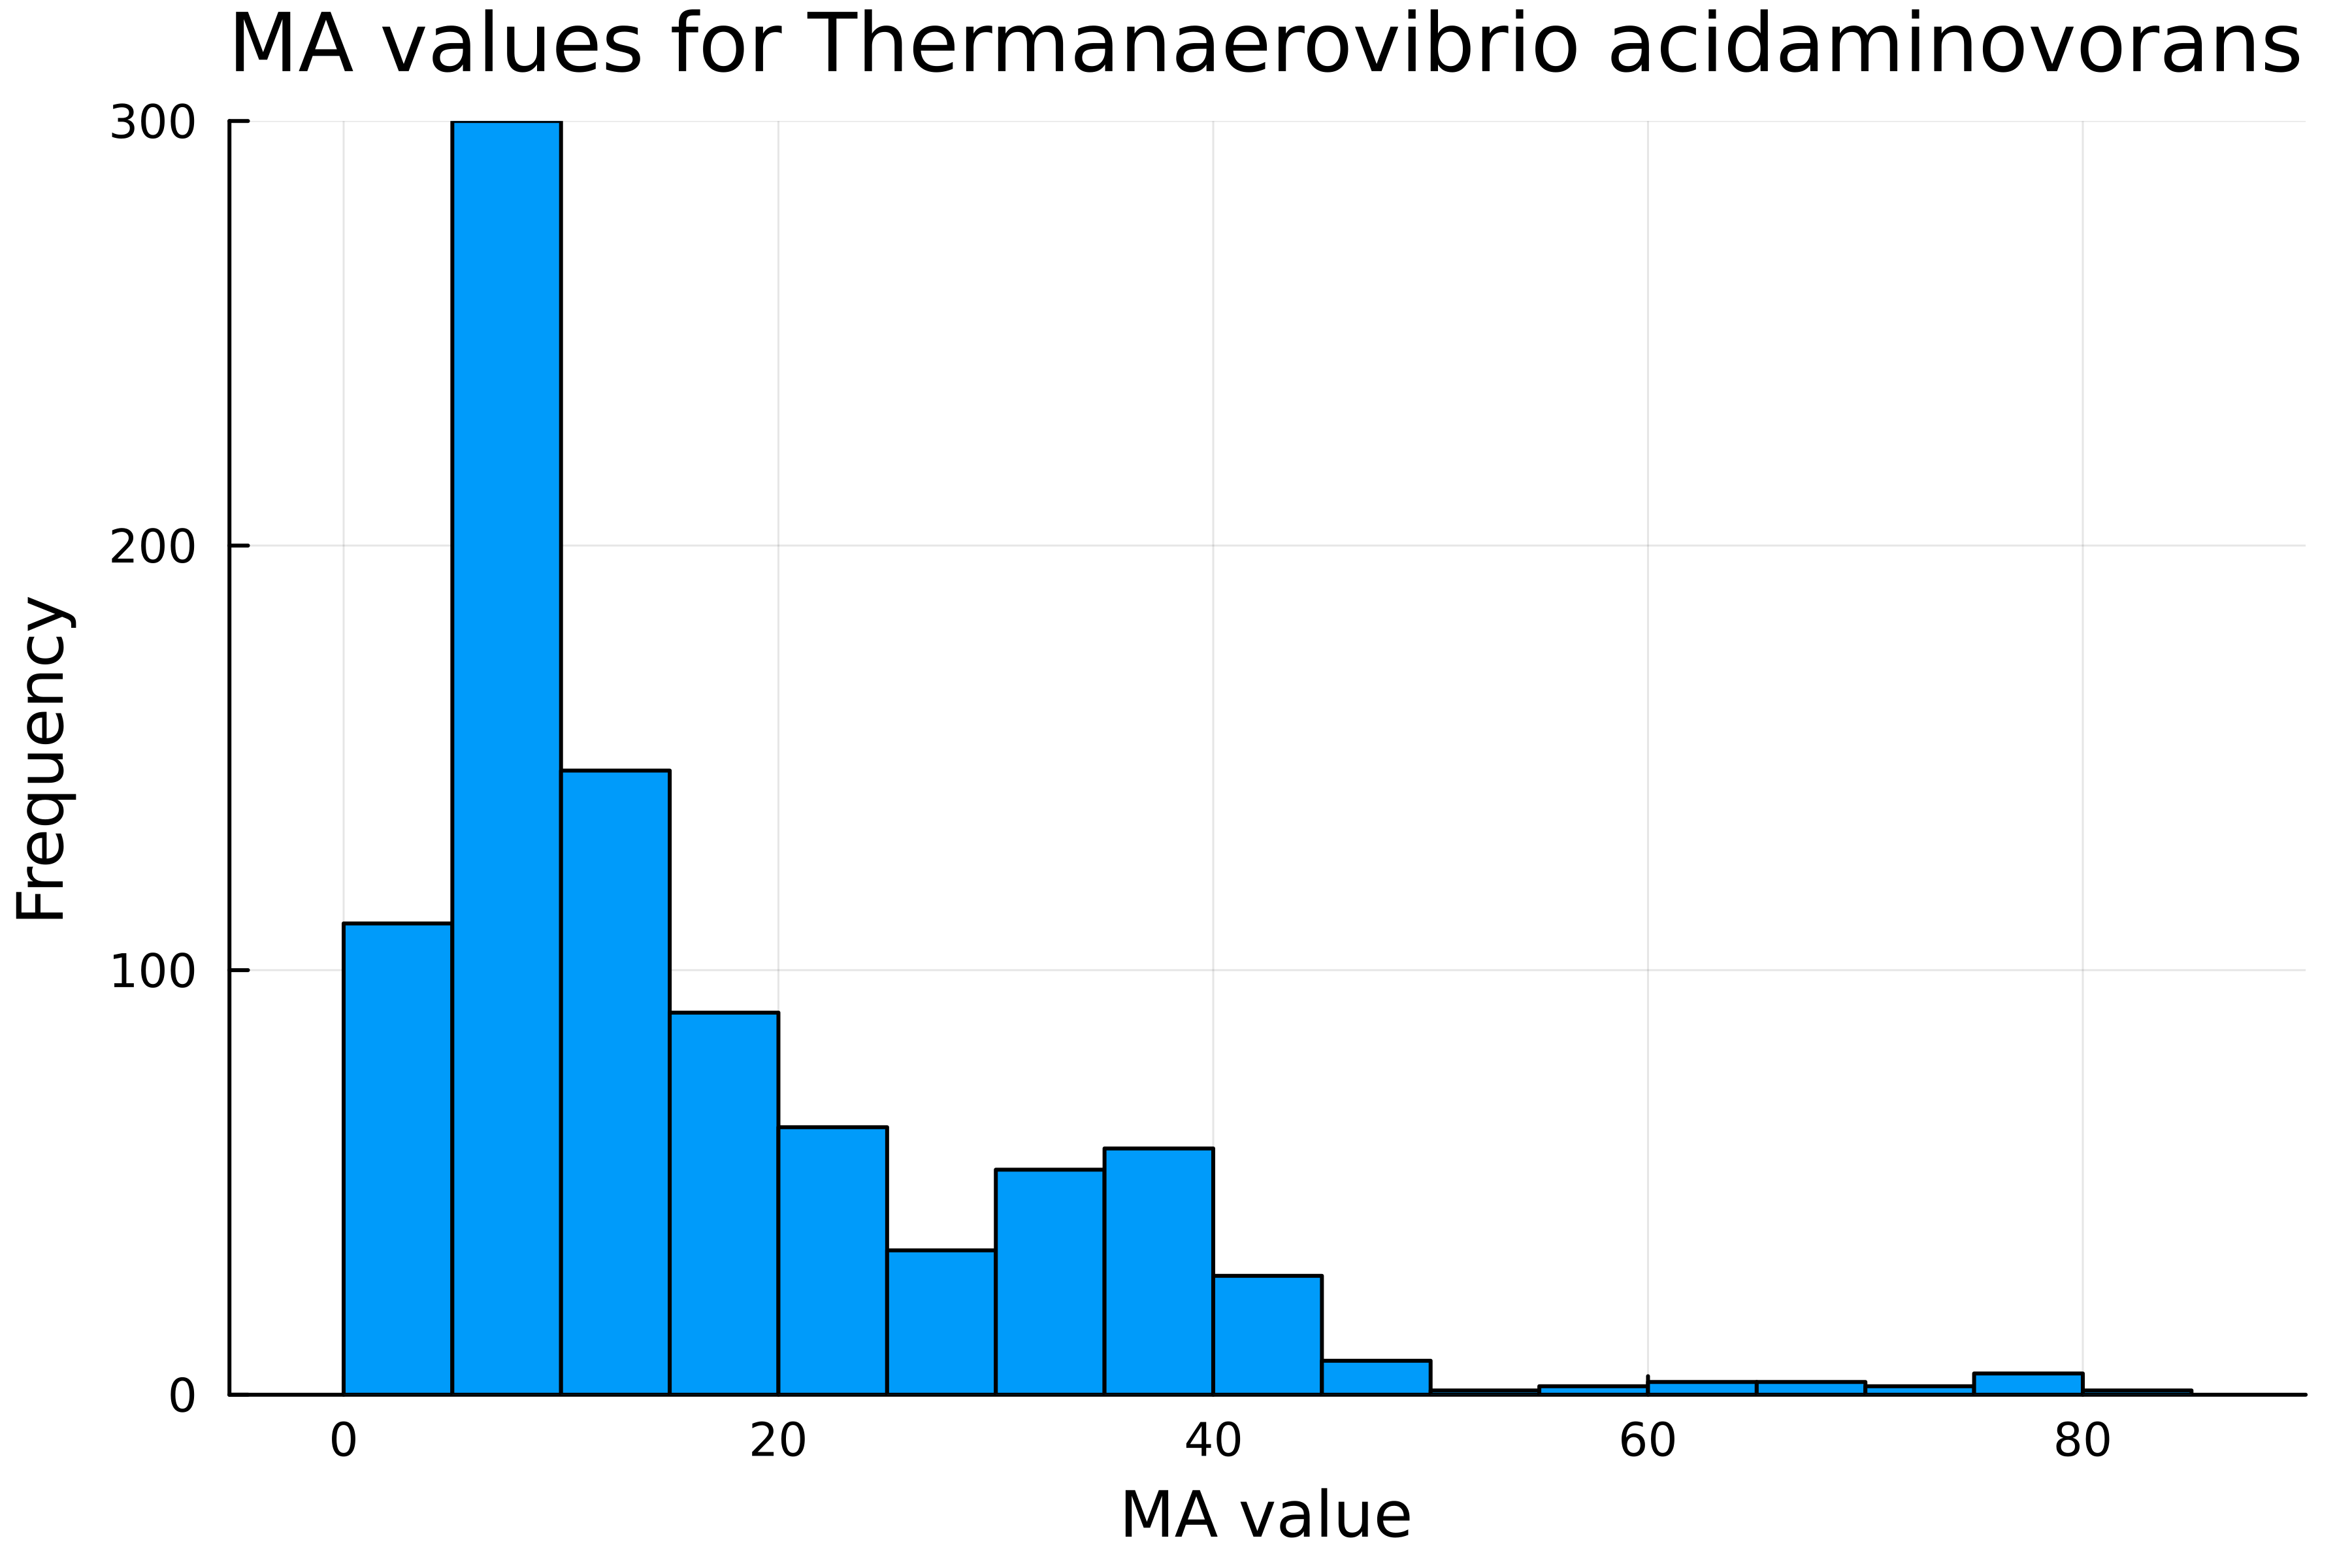 MA values for Thermanaerovibrio acidaminovorans
300
200
100
0
Frequency
0 20 40 60 80
MA value